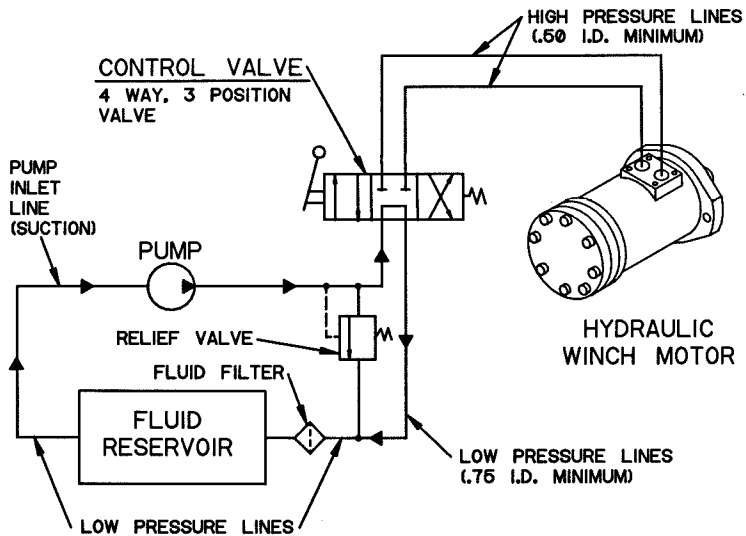 HIGH PRESSURE LINES
(.50 I.D. MINIMUM)
CONTROL VALVE
4 WAY, 3 POSITION
VALVE
PUMP
INLET
LINE
(SUCTION)
PUMP
RELIEF VALVE
HYDRAULIC
WINCH MOTOR
FLUID FILTER
FLUID
RESERVOIR
LOW PRESSURE LINES
(.75 I.D. MINIMUM)
LOW PRESSURE LINES